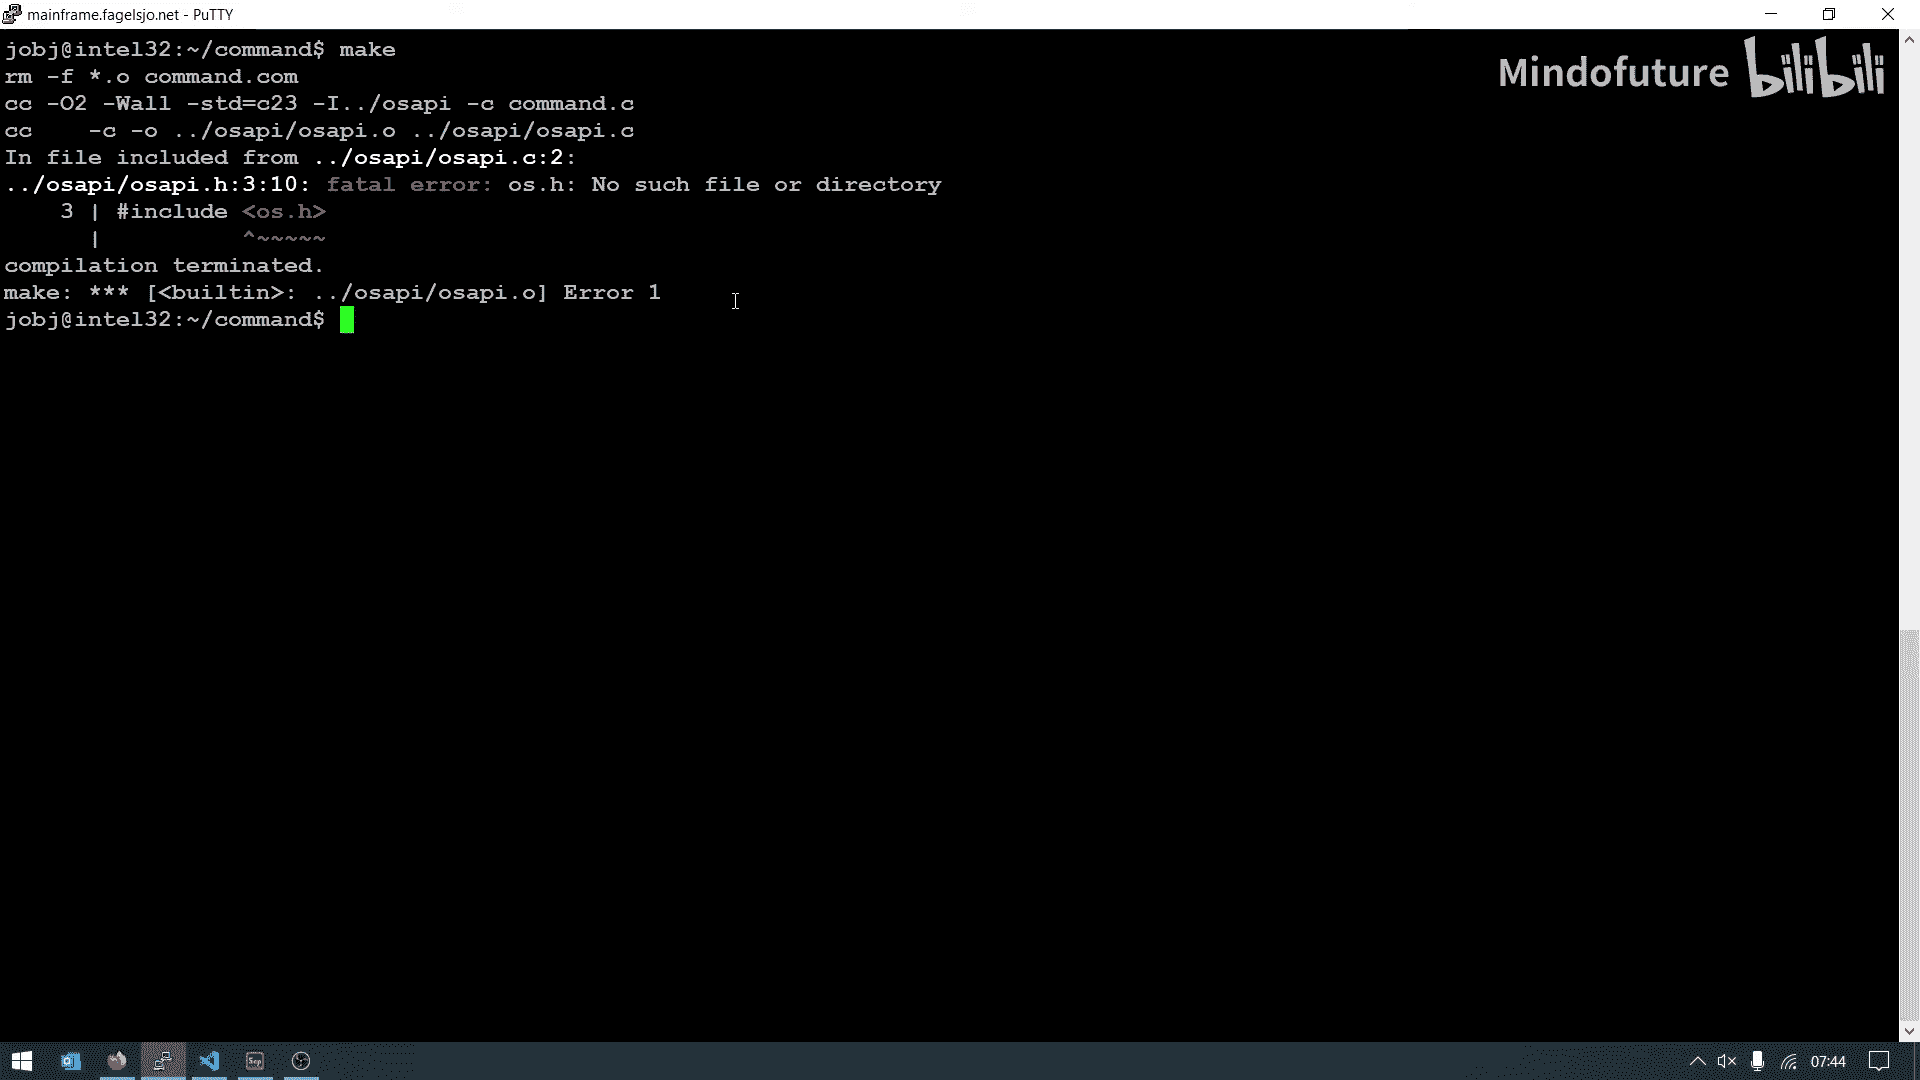 mainframe.fagelsjo.net - PuTTY
jobj@intel32:~/command$ make
rm -f *.o command.com
cc -O2 -Wall -std=c23 -I../osapi -c command.c
cc    -c -o ../osapi/osapi.o ../osapi/osapi.c
In file included from ../osapi/osapi.c:2:
../osapi/osapi.h:3:10: fatal error: os.h: No such file or directory
    3 | #include <os.h>
      |          ^~~~~~
compilation terminated.
make: *** [<builtin>: ../osapi/osapi.o] Error 1
jobj@intel32:~/command$
Mindofuture bilibili
Scp
07:44